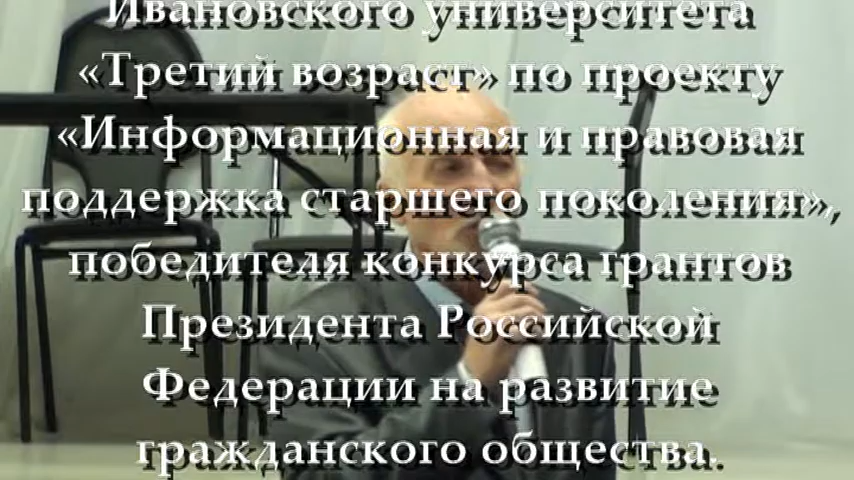 Ивановского университета
«Третий возраст» по проекту
«Информационная и правовая
поддержка старшего поколения»,
победителя конкурса грантов
Президента Российской
Федерации на развитие
гражданского общества.